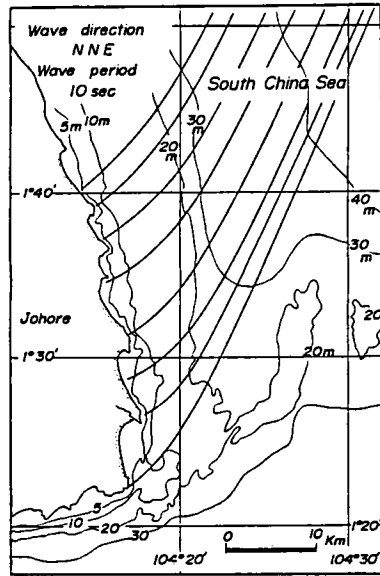 Wave direction
NNE
Wave period
10 sec
South China Sea
5m
10m
20
m
30
m
1°40'
40
m
30
m
Johore
20
1°30'
20m
10
5
20
30
0 10 Km
1°20'
104°20'
104°30'